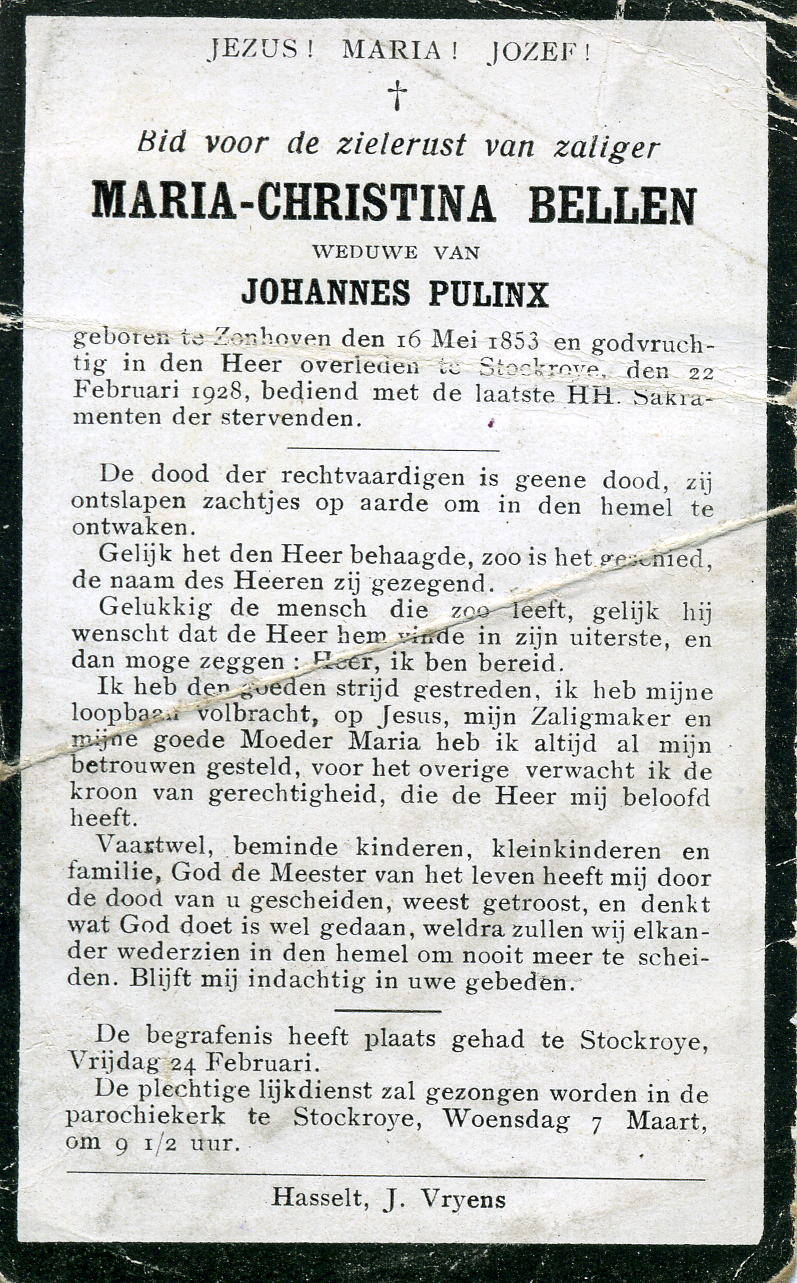 JEZUS! MARIA! JOZEF!
†
Bid voor de zielerust van zaliger
MARIA-CHRISTINA BELLEN
WEDUWE VAN
JOHANNES PULINX
geboren te Zonhoven den 16 Mei 1853 en godvruch-
tig in den Heer overleden te Stockroye, den 22
Februari 1928, bediend met de laatste HH. Sakra-
menten der stervenden.
De dood der rechtvaardigen is geene dood, zij
ontslapen zachtjes op aarde om in den hemel te
ontwaken.
Gelijk het den Heer behaagde, zoo is het geschied,
de naam des Heeren zij gezegend.
Gelukkig de mensch die zoo leeft, gelijk hij
wenscht dat de Heer hem vinde in zijn uiterste, en
dan moge zeggen : Heer, ik ben bereid.
Ik heb den goeden strijd gestreden, ik heb mijne
loopbaan volbracht, op Jesus, mijn Zaligmaker en
mijne goede Moeder Maria heb ik altijd al mijn
betrouwen gesteld, voor het overige verwacht ik de
kroon van gerechtigheid, die de Heer mij beloofd
heeft.
Vaartwel, beminde kinderen, kleinkinderen en
familie, God de Meester van het leven heeft mij door
de dood van u gescheiden, weest getroost, en denkt
wat God doet is wel gedaan, weldra zullen wij elkan-
der wederzien in den hemel om nooit meer te schei-
den. Blijft mij indachtig in uwe gebeden.
De begrafenis heeft plaats gehad te Stockroye,
Vrijdag 24 Februari.
De plechtige lijkdienst zal gezongen worden in de
parochiekerk te Stockroye, Woensdag 7 Maart,
om 9 1/2 uur.
Hasselt, J. Vryens